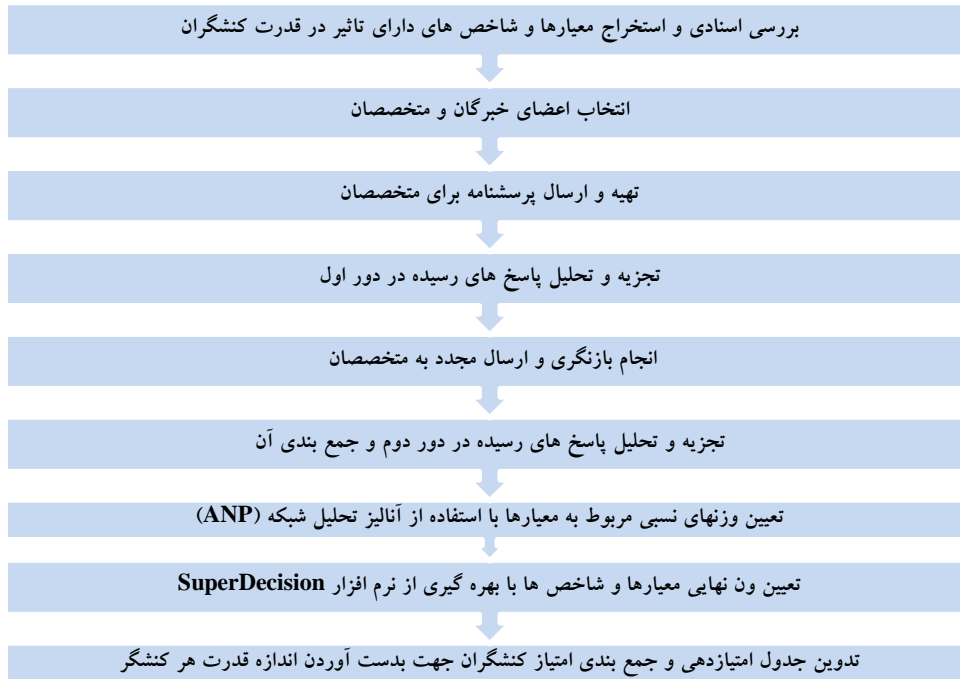 بررسی اسنادی و استخراج معیارها و شاخص های دارای تاثیر در قدرت کنشگران
انتخاب اعضای خبرگان و متخصصان
تهیه و ارسال پرسشنامه برای متخصصان
تجزیه و تحلیل پاسخ های رسیده در دور اول
انجام بازنگری و ارسال مجدد به متخصصان
تجزیه و تحلیل پاسخ های رسیده در دور دوم و جمع بندی آن
تعیین وزنهای نسبی مربوط به معیارها با استفاده از آنالیز تحلیل شبکه (ANP)
تعیین ون نهایی معیارها و شاخص ها با بهره گیری از نرم افزار SuperDecision
تدوین جدول امتیازدهی و جمع بندی امتیاز کنشگران جهت بدست آوردن اندازه قدرت هر کنشگر